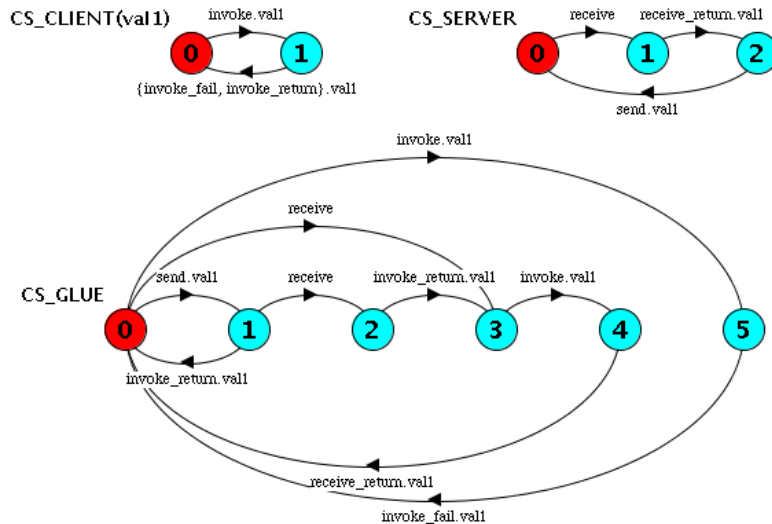 CS_CLIENT(val1)
invoke.val1
0
1
{invoke_fail, invoke_return}.val1
CS_SERVER
receive
receive_return.val1
0
1
2
send.val1
invoke.val1
receive
CS_GLUE
send.val1
receive
invoke_return.val1
invoke.val1
0
1
2
3
4
5
invoke_return.val1
receive_return.val1
invoke_fail.val1